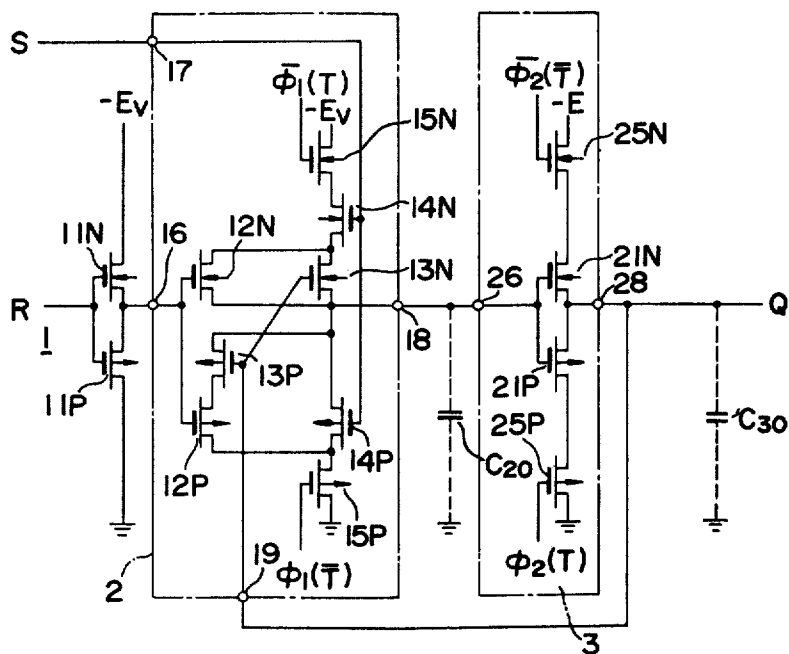 S
17
φ̅₁(T)
φ̅₂(T̅)
-Ev
-Ev
-E
15N
25N
14N
11N
16
12N
13N
26
21N
R
1
18
28
Q
11P
13P
21P
C20
25P
C30
12P
14P
15P
19
φ₁(T̅)
φ₂(T)
2
3